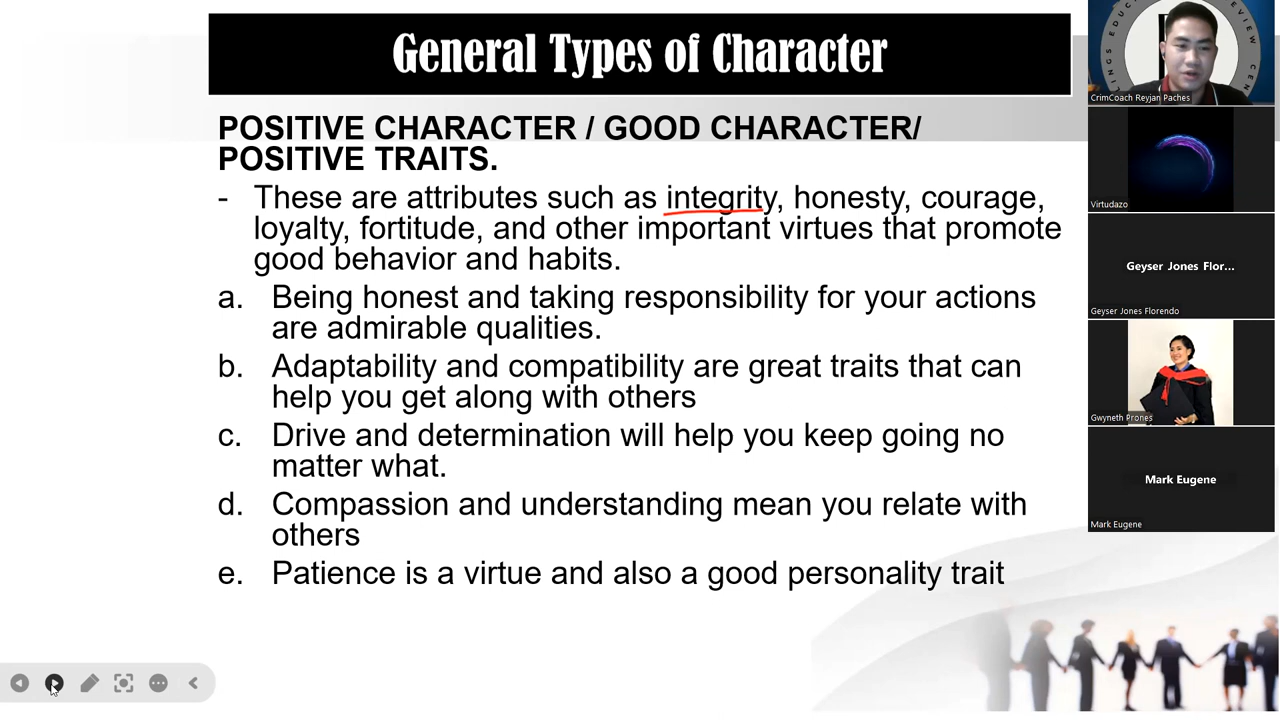 General Types of Character
POSITIVE CHARACTER / GOOD CHARACTER/
POSITIVE TRAITS.
- These are attributes such as integrity, honesty, courage,
loyalty, fortitude, and other important virtues that promote
good behavior and habits.
a. Being honest and taking responsibility for your actions
are admirable qualities.
b. Adaptability and compatibility are great traits that can
help you get along with others
c. Drive and determination will help you keep going no
matter what.
d. Compassion and understanding mean you relate with
others
e. Patience is a virtue and also a good personality trait
CrimCoach Reyjan Paches
Virtudazo
Geyser Jones Flor...
Geyser Jones Florendo
Gwyneth Prones
Mark Eugene
Mark Eugene